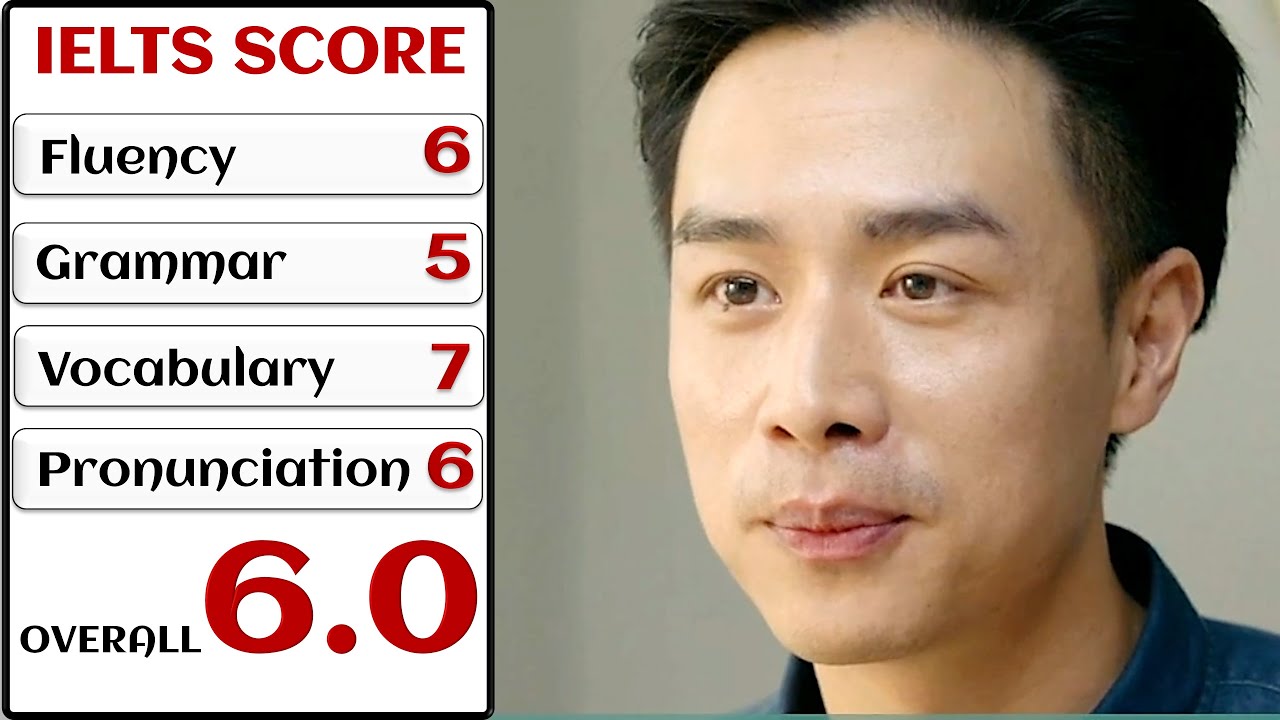 IELTS SCORE
Fluency 6
Grammar 5
Vocabulary 7
Pronunciation 6
OVERALL 6.0